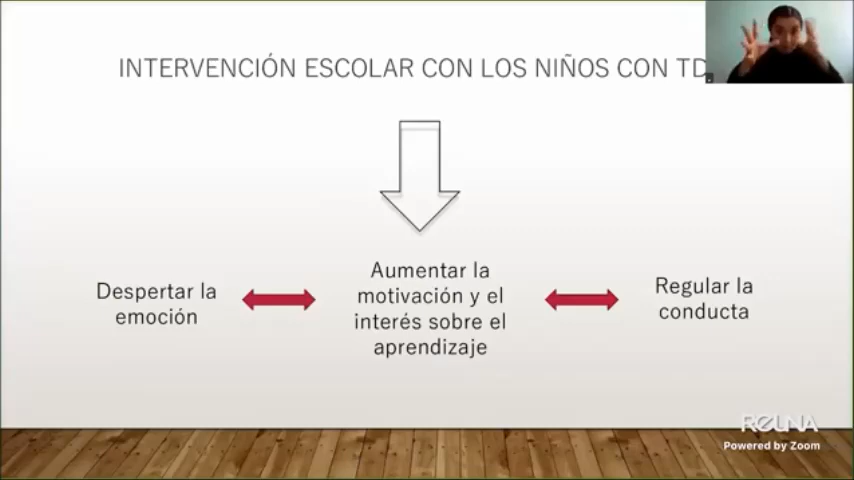 INTERVENCIÓN ESCOLAR CON LOS NIÑOS CON
Despertar la
emoción
Aumentar la
motivación y el
interés sobre el
aprendizaje
Regular la
conducta
REUNA
Powered by Zoom